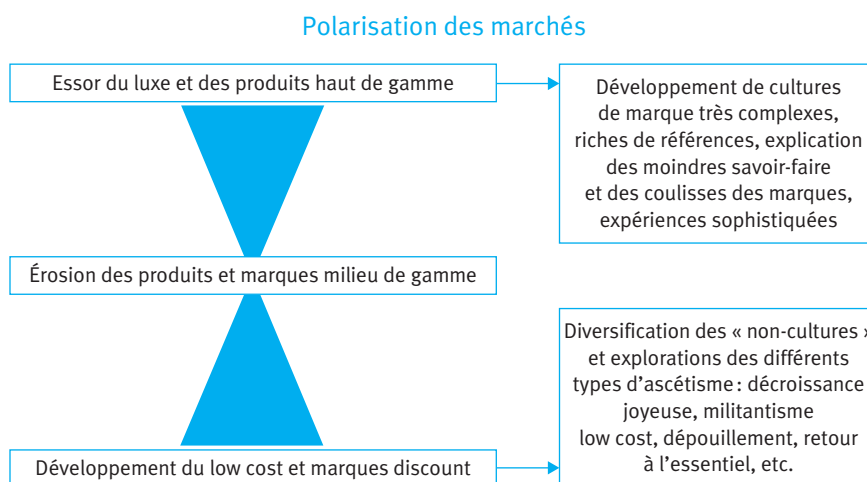 Polarisation des marchés
Essor du luxe et des produits haut de gamme
Développement de cultures
de marque très complexes,
riches de références, explication
des moindres savoir-faire
et des coulisses des marques,
expériences sophistiquées
Érosion des produits et marques milieu de gamme
Diversification des « non-cultures »
et explorations des différents
types d’ascétisme : décroissance
joyeuse, militantisme
low cost, dépouillement, retour
à l’essentiel, etc.
Développement du low cost et marques discount